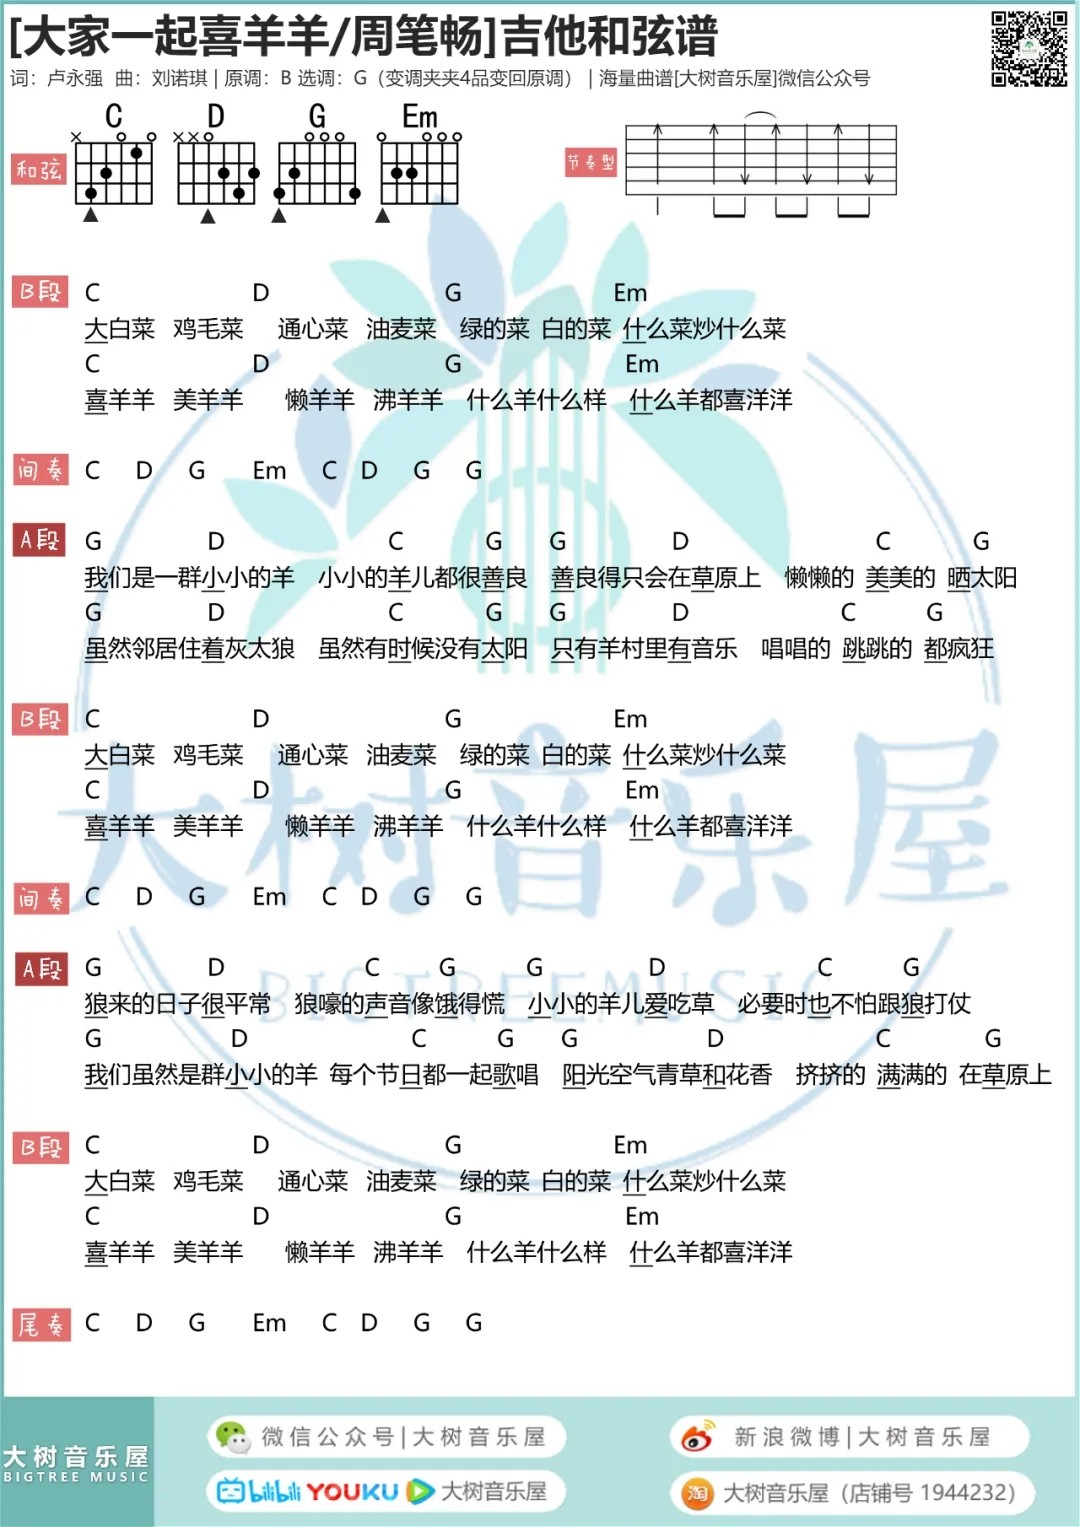 [大家一起喜羊羊/周笔畅]吉他和弦谱
词：卢永强 曲：刘诺琪 | 原调：B 选调：G（变调夹夹4品变回原调） | 海量曲谱[大树音乐屋]微信公众号
C D G Em
和弦 节奏型
B段 C D G Em
大白菜 鸡毛菜 通心菜 油麦菜 绿的菜 白的菜 什么菜炒什么菜
C D G Em
喜羊羊 美羊羊 懒羊羊 沸羊羊 什么羊什么样 什么羊都喜洋洋
间奏 C D G Em C D G G
A段 G D C G G D C G
我们是一群小小的羊 小小的羊儿都很善良 善良得只会在草原上 懒懒的 美美的 晒太阳
G D C G G D C G
虽然邻居住着灰太狼 虽然有时候没有太阳 只有羊村里有音乐 唱唱的 跳跳的 都疯狂
B段 C D G Em
大白菜 鸡毛菜 通心菜 油麦菜 绿的菜 白的菜 什么菜炒什么菜
C D G Em
喜羊羊 美羊羊 懒羊羊 沸羊羊 什么羊什么样 什么羊都喜洋洋
大树音乐屋
间奏 C D G Em C D G G
A段 G D C G G D C G
BIGTREEMUSIC
狼来的日子很平常 狼嚎的声音像饿得慌 小小的羊儿爱吃草 必要时也不怕跟狼打仗
G D C G G D C G
我们虽然是群小小的羊 每个节日都一起歌唱 阳光空气青草和花香 挤挤的 满满的 在草原上
B段 C D G Em
大白菜 鸡毛菜 通心菜 油麦菜 绿的菜 白的菜 什么菜炒什么菜
C D G Em
喜羊羊 美羊羊 懒羊羊 沸羊羊 什么羊什么样 什么羊都喜洋洋
尾奏 C D G Em C D G G
大树音乐屋
BIGTREE MUSIC
微信公众号|大树音乐屋
新浪微博|大树音乐屋
bilibili YOUKU 大树音乐屋
淘 大树音乐屋（店铺号 1944232）